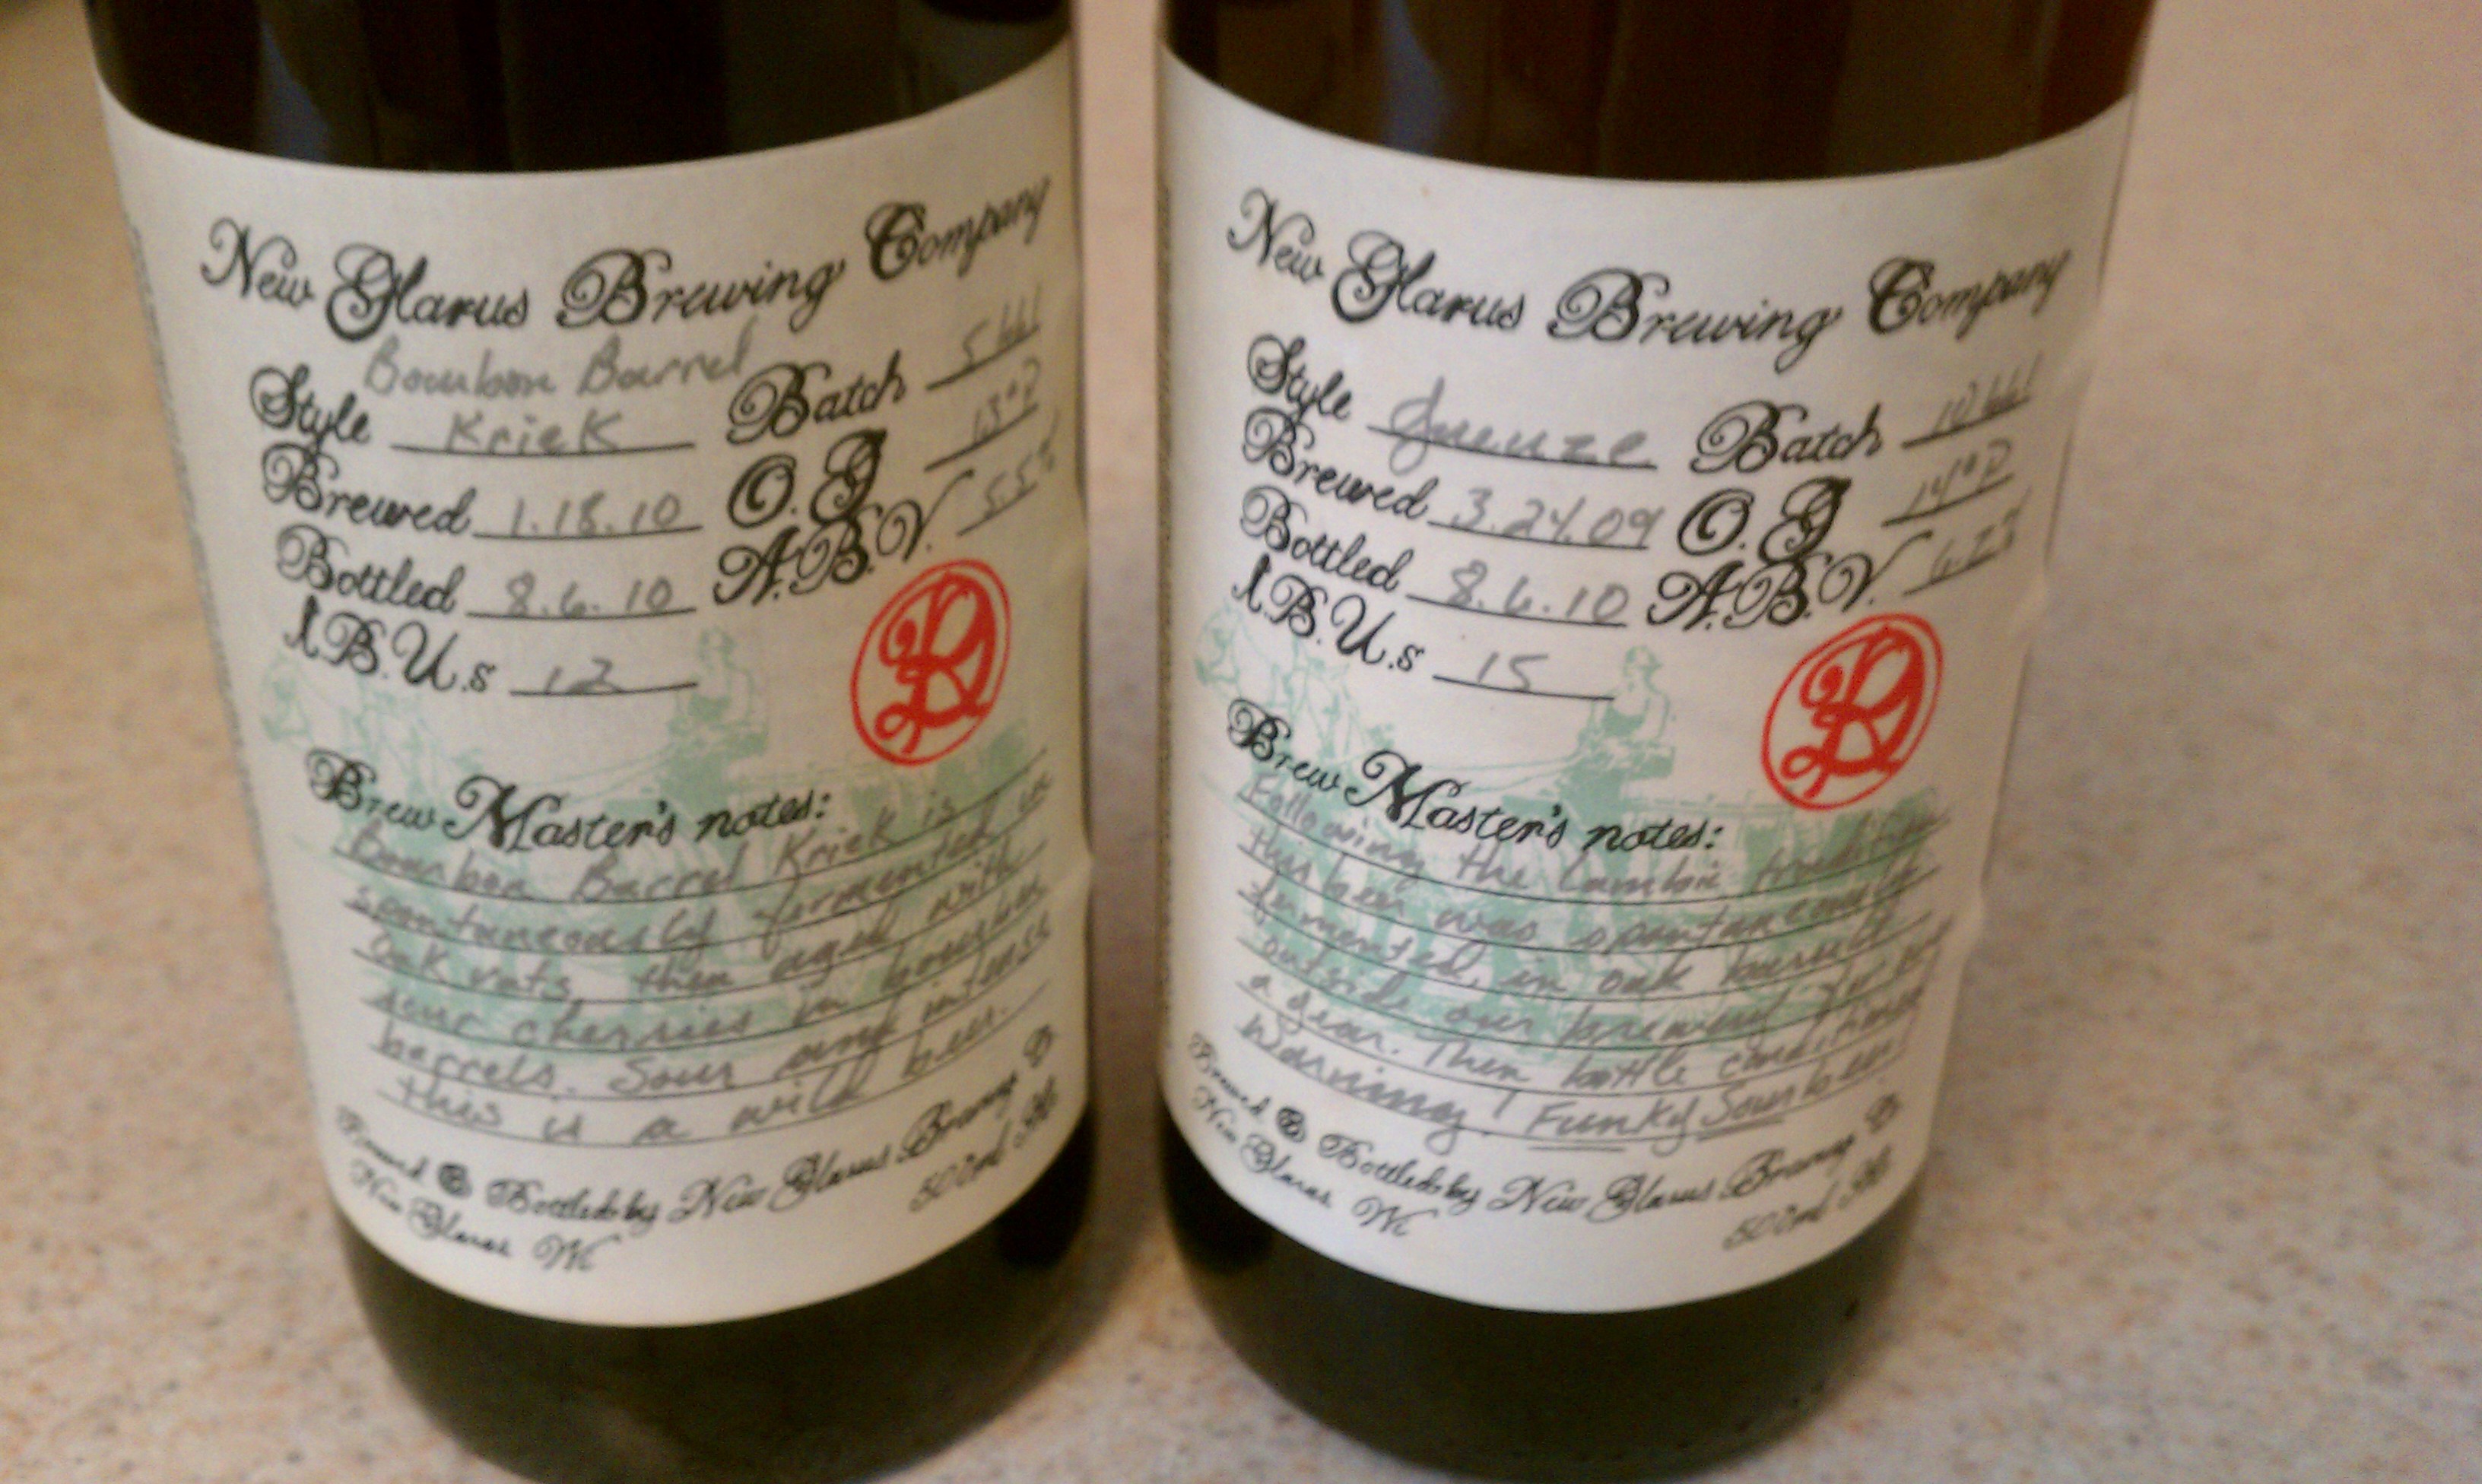 New Glarus Brewing Company
Bourbon Barrel
Style Kriek Batch 5 bbl
Brewed 1.18.10 O.G 13°P
Bottled 8.6.10 A.B.V. 5.5%
I.B.U.s 12
Brew Master's notes:
Bourbon Barrel Kriek is
spontaneously fermented in
oak vats, then aged with
sour cherries in bourbon
barrels. Sour and intense
this is a wild beer.
Brewed & Bottled by New Glarus Brewing
New Glarus Wi 500ml
New Glarus Brewing Company
Style Gueuze Batch 10 bbl
Brewed 3.24.09 O.G 14°P
Bottled 8.6.10 A.B.V.
I.B.U.s 15
Brew Master's notes:
Following the Lambic tradition
this beer was spontaneously
fermented, in oak barrels
outside our brewery for
a year. Then bottle conditioned
Warning! Funky Sour beer!
Brewed & Bottled by New Glarus Brewing
New Glarus Wi 500ml